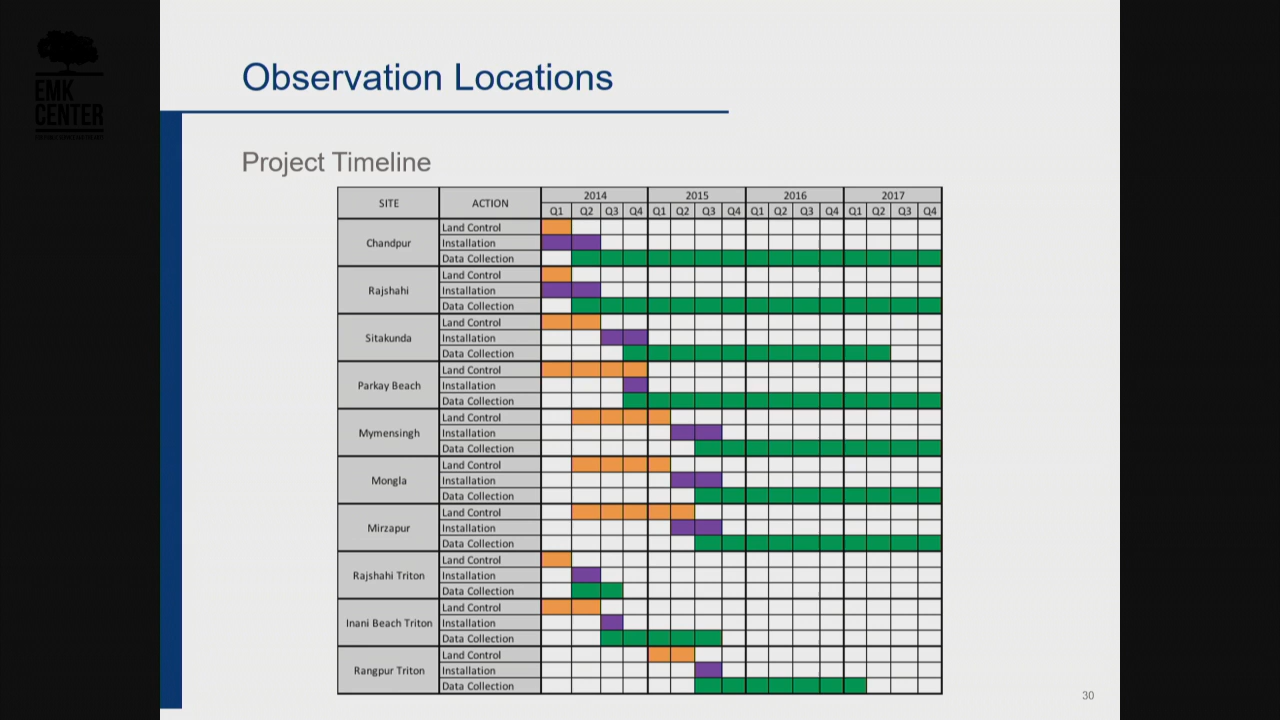 EMK
CENTER
Observation Locations
Project Timeline
SITE ACTION 2014 2015 2016 2017
Q1 Q2 Q3 Q4 Q1 Q2 Q3 Q4 Q1 Q2 Q3 Q4 Q1 Q2 Q3 Q4
Chandpur
Land Control
Installation
Data Collection
Rajshahi
Land Control
Installation
Data Collection
Sitakunda
Land Control
Installation
Data Collection
Parkay Beach
Land Control
Installation
Data Collection
Mymensingh
Land Control
Installation
Data Collection
Mongla
Land Control
Installation
Data Collection
Mirzapur
Land Control
Installation
Data Collection
Rajshahi Triton
Land Control
Installation
Data Collection
Inani Beach Triton
Land Control
Installation
Data Collection
Rangpur Triton
Land Control
Installation
Data Collection
30